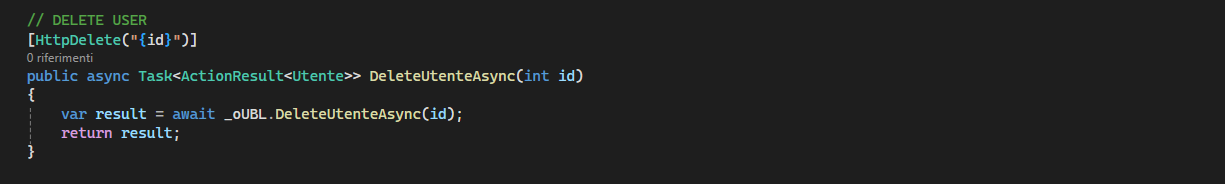 // DELETE USER
[HttpDelete("{id}")]
0 riferimenti
public async Task<ActionResult<Utente>> DeleteUtenteAsync(int id)
{
var result = await _oUBL.DeleteUtenteAsync(id);
return result;
}